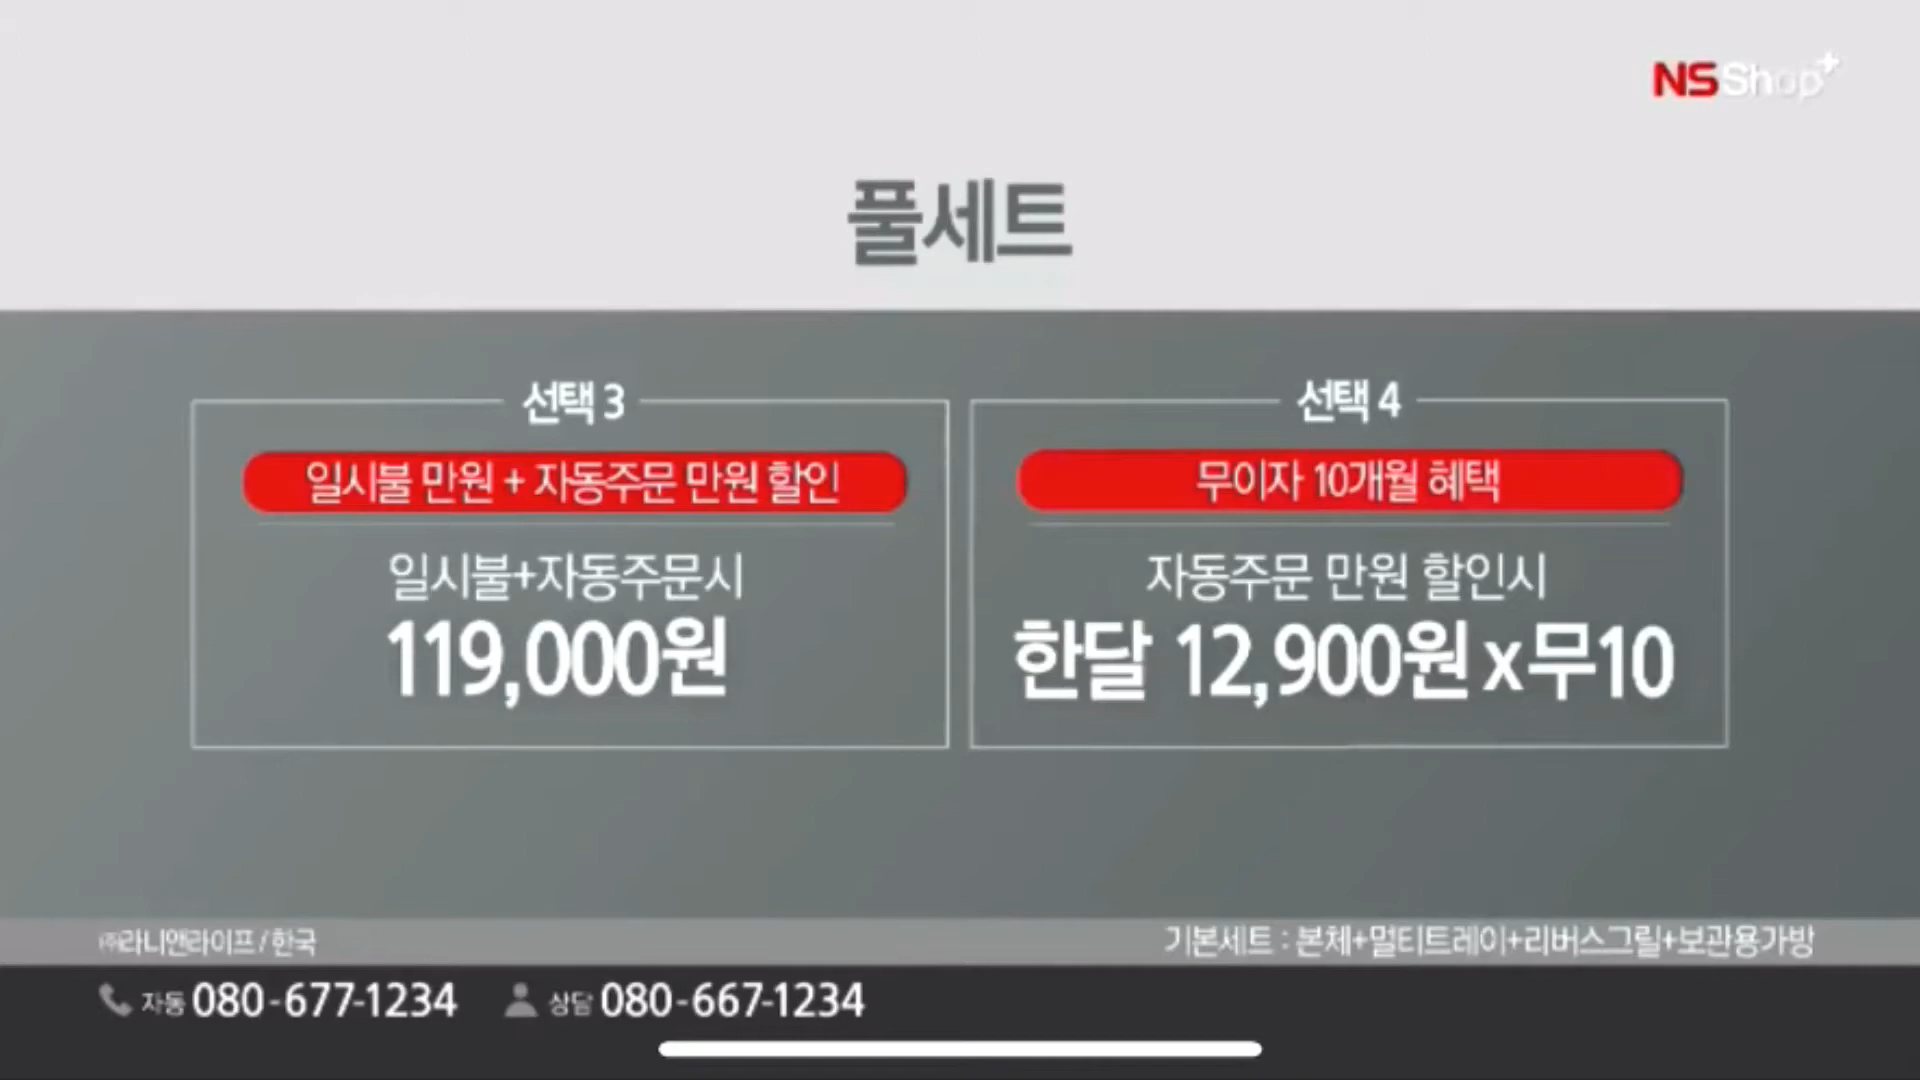 NS Shop+
풀세트
선택 3
일시불 만원 + 자동주문 만원 할인
일시불+자동주문시
119,000원
선택 4
무이자 10개월 혜택
자동주문 만원 할인시
한달 12,900원 x 무10
㈜라니앤라이프 / 한국
기본세트 : 본체+멀티트레이+리버스그릴+보관용가방
자동 080-677-1234 상담 080-667-1234